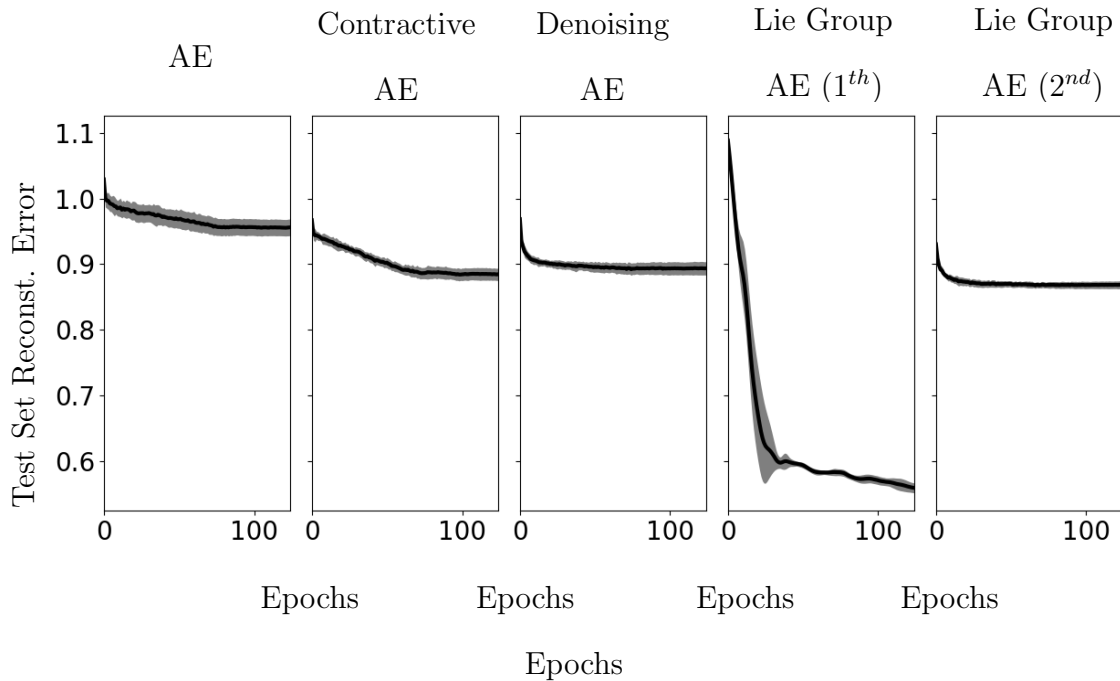 AE
Contractive
AE
Denoising
AE
Lie Group
AE (1^{th})
Lie Group
AE (2^{nd})
Test Set Reconst. Error
1.1
1.0
0.9
0.8
0.7
0.6
0 100
0 100
0 100
0 100
0 100
Epochs Epochs Epochs Epochs
Epochs